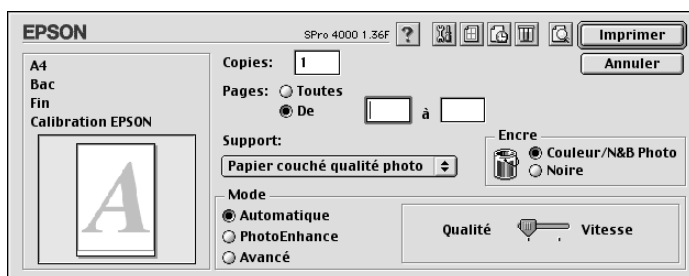 EPSON
SPro 4000 1.36F ?
Imprimer
Annuler
A4
Bac
Fin
Calibration EPSON
A
Copies: 1
Pages: Toutes
De à
Support:
Papier couché qualité photo
Encre
Couleur/N&B Photo
Noire
Mode
Automatique
PhotoEnhance
Avancé
Qualité Vitesse